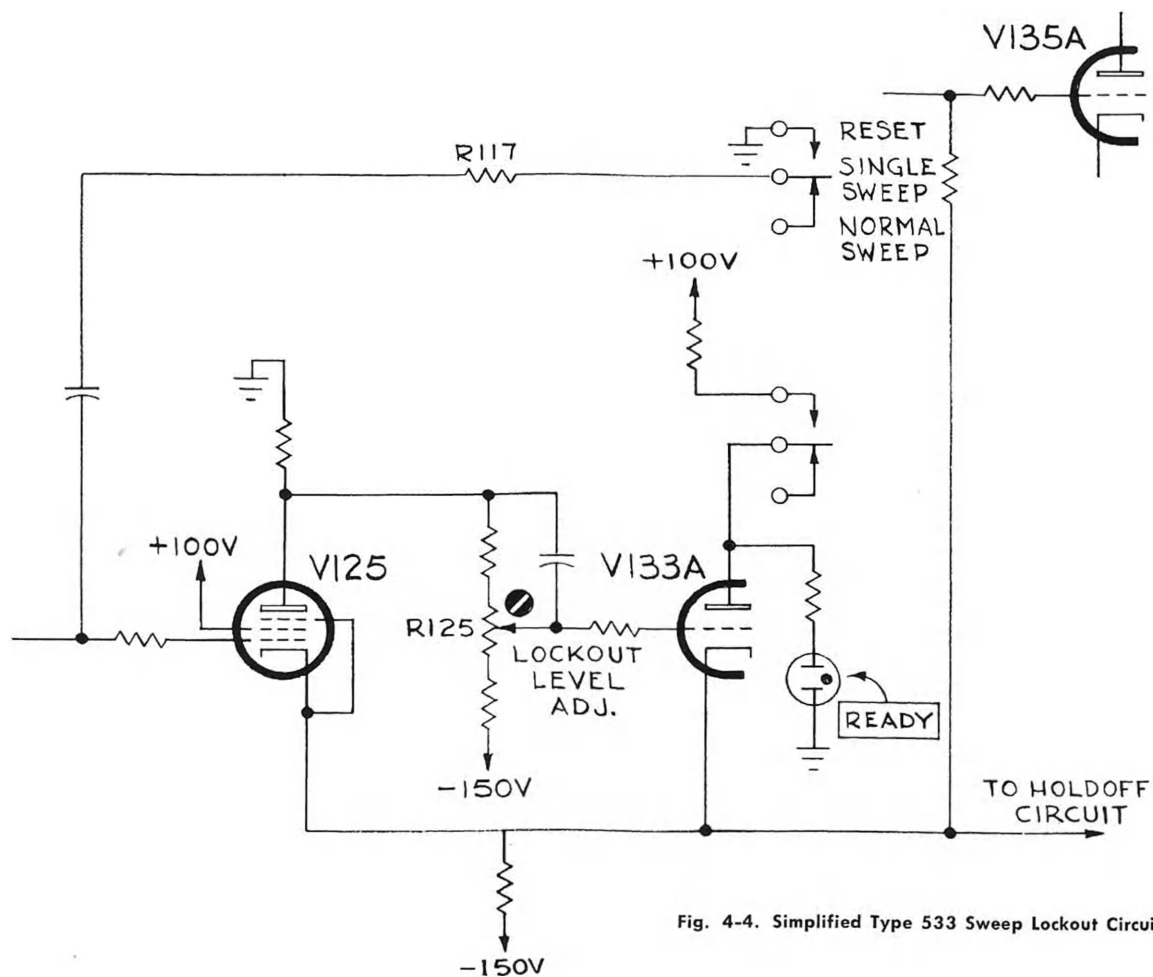 V135A
RESET
R117
SINGLE
SWEEP
NORMAL
SWEEP
+100V
+100V
V125
V133A
R125
LOCKOUT
LEVEL
ADJ.
READY
-150V
TO HOLDOFF
CIRCUIT
-150V
Fig. 4-4. Simplified Type 533 Sweep Lockout Circui